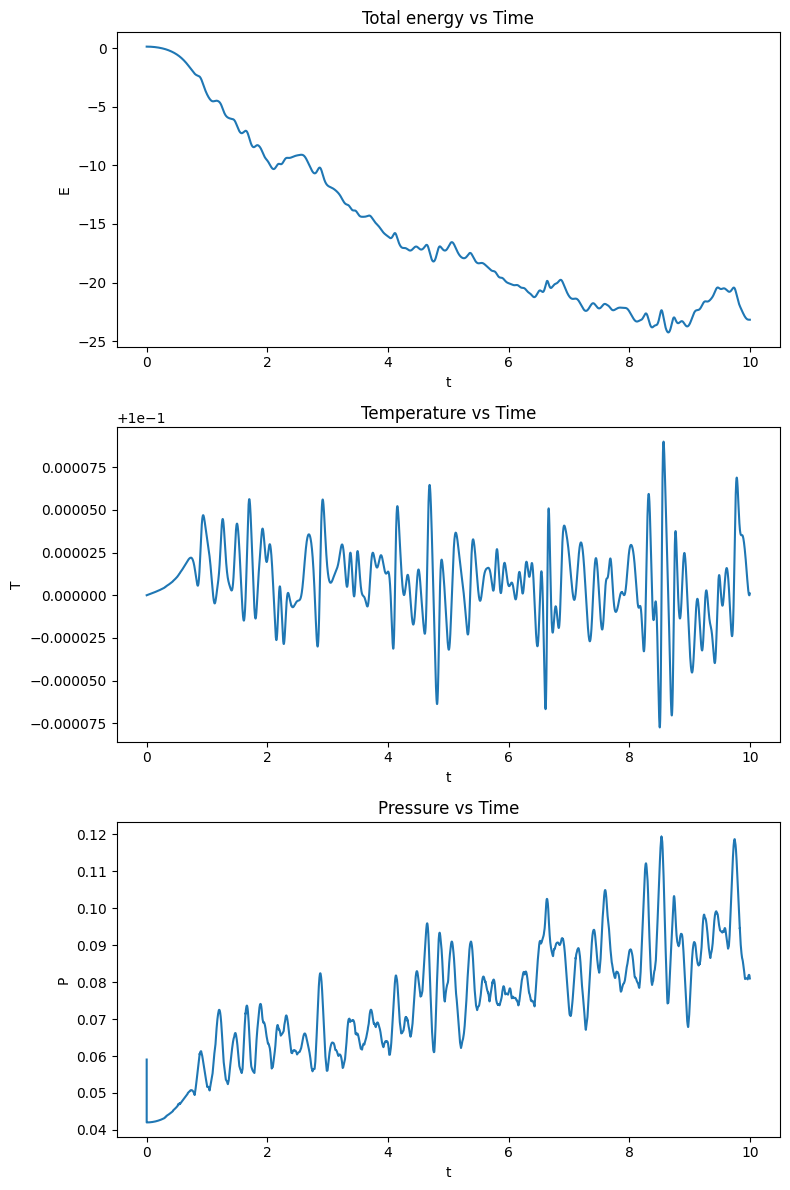 Total energy vs Time
0
−5
−10
−15
−20
−25
E
0 2 4 6 8 10
t
+1e−1
Temperature vs Time
0.000075
0.000050
0.000025
0.000000
−0.000025
−0.000050
−0.000075
T
0 2 4 6 8 10
t
Pressure vs Time
0.12
0.11
0.10
0.09
0.08
0.07
0.06
0.05
0.04
P
0 2 4 6 8 10
t